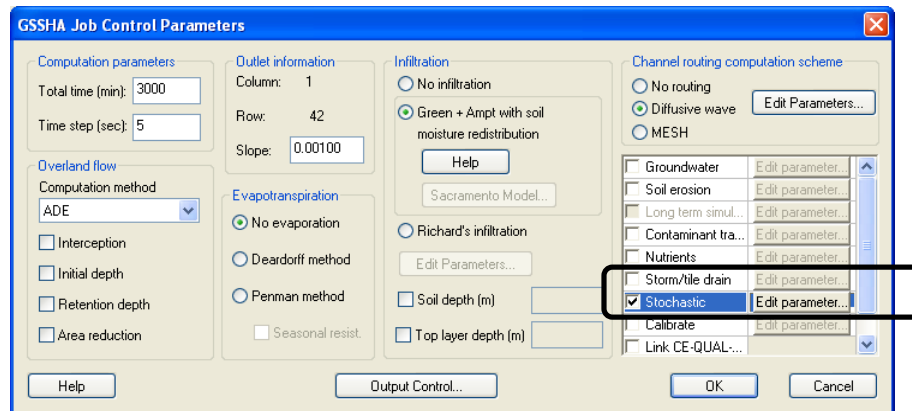 GSSHA Job Control Parameters
Computation parameters
Total time (min): 3000
Time step (sec): 5
Overland flow
Computation method
ADE
Interception
Initial depth
Retention depth
Area reduction
Outlet information
Column: 1
Row: 42
Slope: 0.00100
Evapotranspiration
No evaporation
Deardorff method
Penman method
Seasonal resist.
Infiltration
No infiltration
Green + Ampt with soil
moisture redistribution
Help
Sacramento Model...
Richard's infiltration
Edit Parameters...
Soil depth (m)
Top layer depth (m)
Channel routing computation scheme
No routing
Diffusive wave
Edit Parameters...
MESH
Groundwater Edit parameter...
Soil erosion Edit parameter...
Long term simul... Edit parameter...
Contaminant tra... Edit parameter...
Nutrients Edit parameter...
Storm/tile drain Edit parameter...
Stochastic Edit parameter...
Calibrate Edit parameter...
Link CE-QUAL-...
Help
Output Control...
OK
Cancel